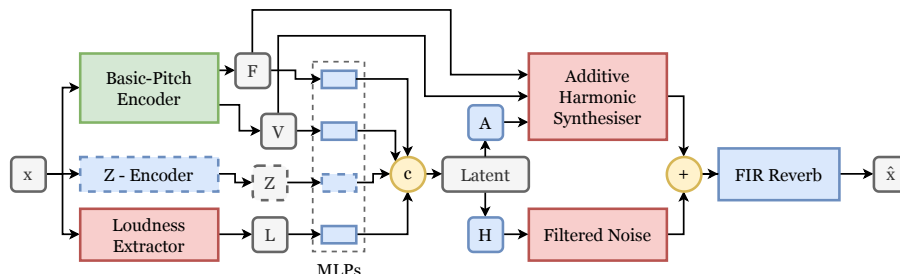 x
Basic-Pitch
Encoder
F
V
Z - Encoder
Z
Loudness
Extractor
L
MLPs
c
Latent
A
H
Additive
Harmonic
Synthesiser
Filtered Noise
+
FIR Reverb
x̂